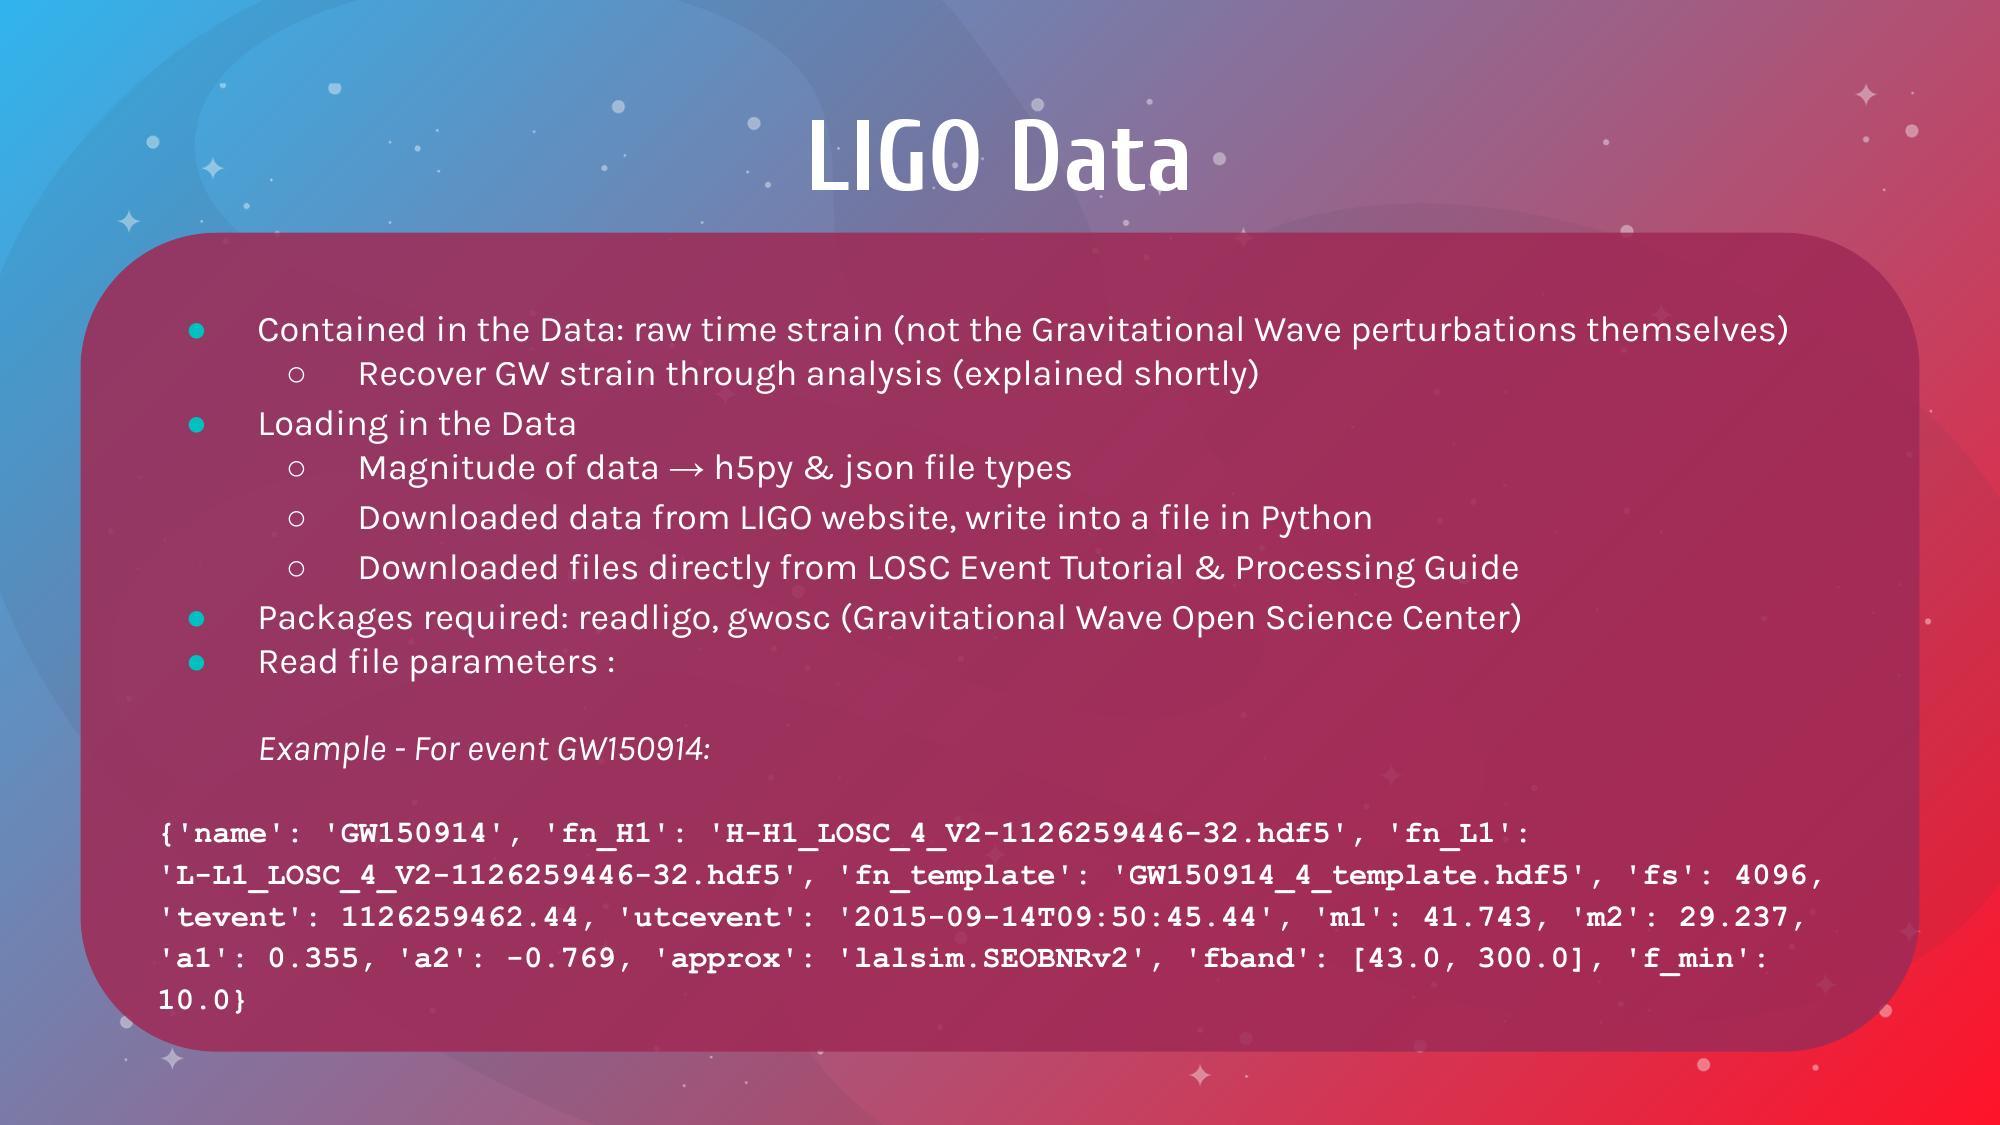 LIGO Data
● Contained in the Data: raw time strain (not the Gravitational Wave perturbations themselves)
○ Recover GW strain through analysis (explained shortly)
● Loading in the Data
○ Magnitude of data → h5py & json file types
○ Downloaded data from LIGO website, write into a file in Python
○ Downloaded files directly from LOSC Event Tutorial & Processing Guide
● Packages required: readligo, gwosc (Gravitational Wave Open Science Center)
● Read file parameters :
Example - For event GW150914:
{'name': 'GW150914', 'fn_H1': 'H-H1_LOSC_4_V2-1126259446-32.hdf5', 'fn_L1':
'L-L1_LOSC_4_V2-1126259446-32.hdf5', 'fn_template': 'GW150914_4_template.hdf5', 'fs': 4096,
'tevent': 1126259462.44, 'utcevent': '2015-09-14T09:50:45.44', 'm1': 41.743, 'm2': 29.237,
'a1': 0.355, 'a2': -0.769, 'approx': 'lalsim.SEOBNRv2', 'fband': [43.0, 300.0], 'f_min':
10.0}